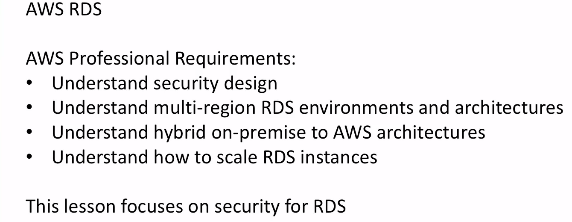 AWS RDS
AWS Professional Requirements:
• Understand security design
• Understand multi-region RDS environments and architectures
• Understand hybrid on-premise to AWS architectures
• Understand how to scale RDS instances
This lesson focuses on security for RDS